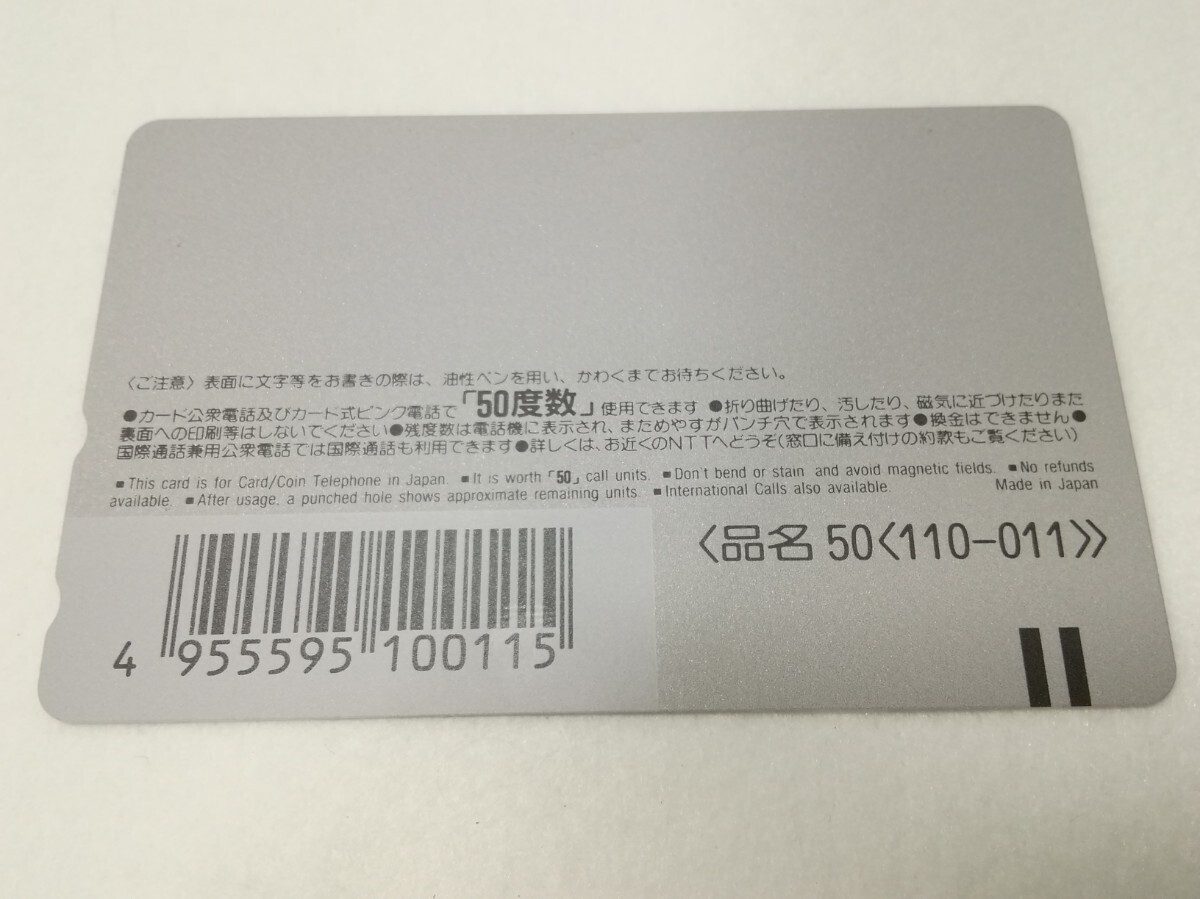 〈ご注意〉表面に文字等をお書きの際は、油性ペンを用い、かわくまでお待ちください。
●カード公衆電話及びカード式ピンク電話で「50度数」使用できます ●折り曲げたり、汚したり、磁気に近づけたりまた
裏面への印刷等はしないでください●残度数は電話機に表示され、まためやすがパンチ穴で表示されます●換金はできません●
国際通話兼用公衆電話では国際通話も利用できます●詳しくは、お近くのNTTへどうぞ(窓口に備え付けの約款もご覧ください)
■This card is for Card/Coin Telephone in Japan. ■It is worth「50」call units. ■Don't bend or stain and avoid magnetic fields. ■No refunds
available. ■After usage, a punched hole shows approximate remaining units. ■International Calls also available. Made in Japan
〈品名 50〈110-011〉〉
4 955595 100115